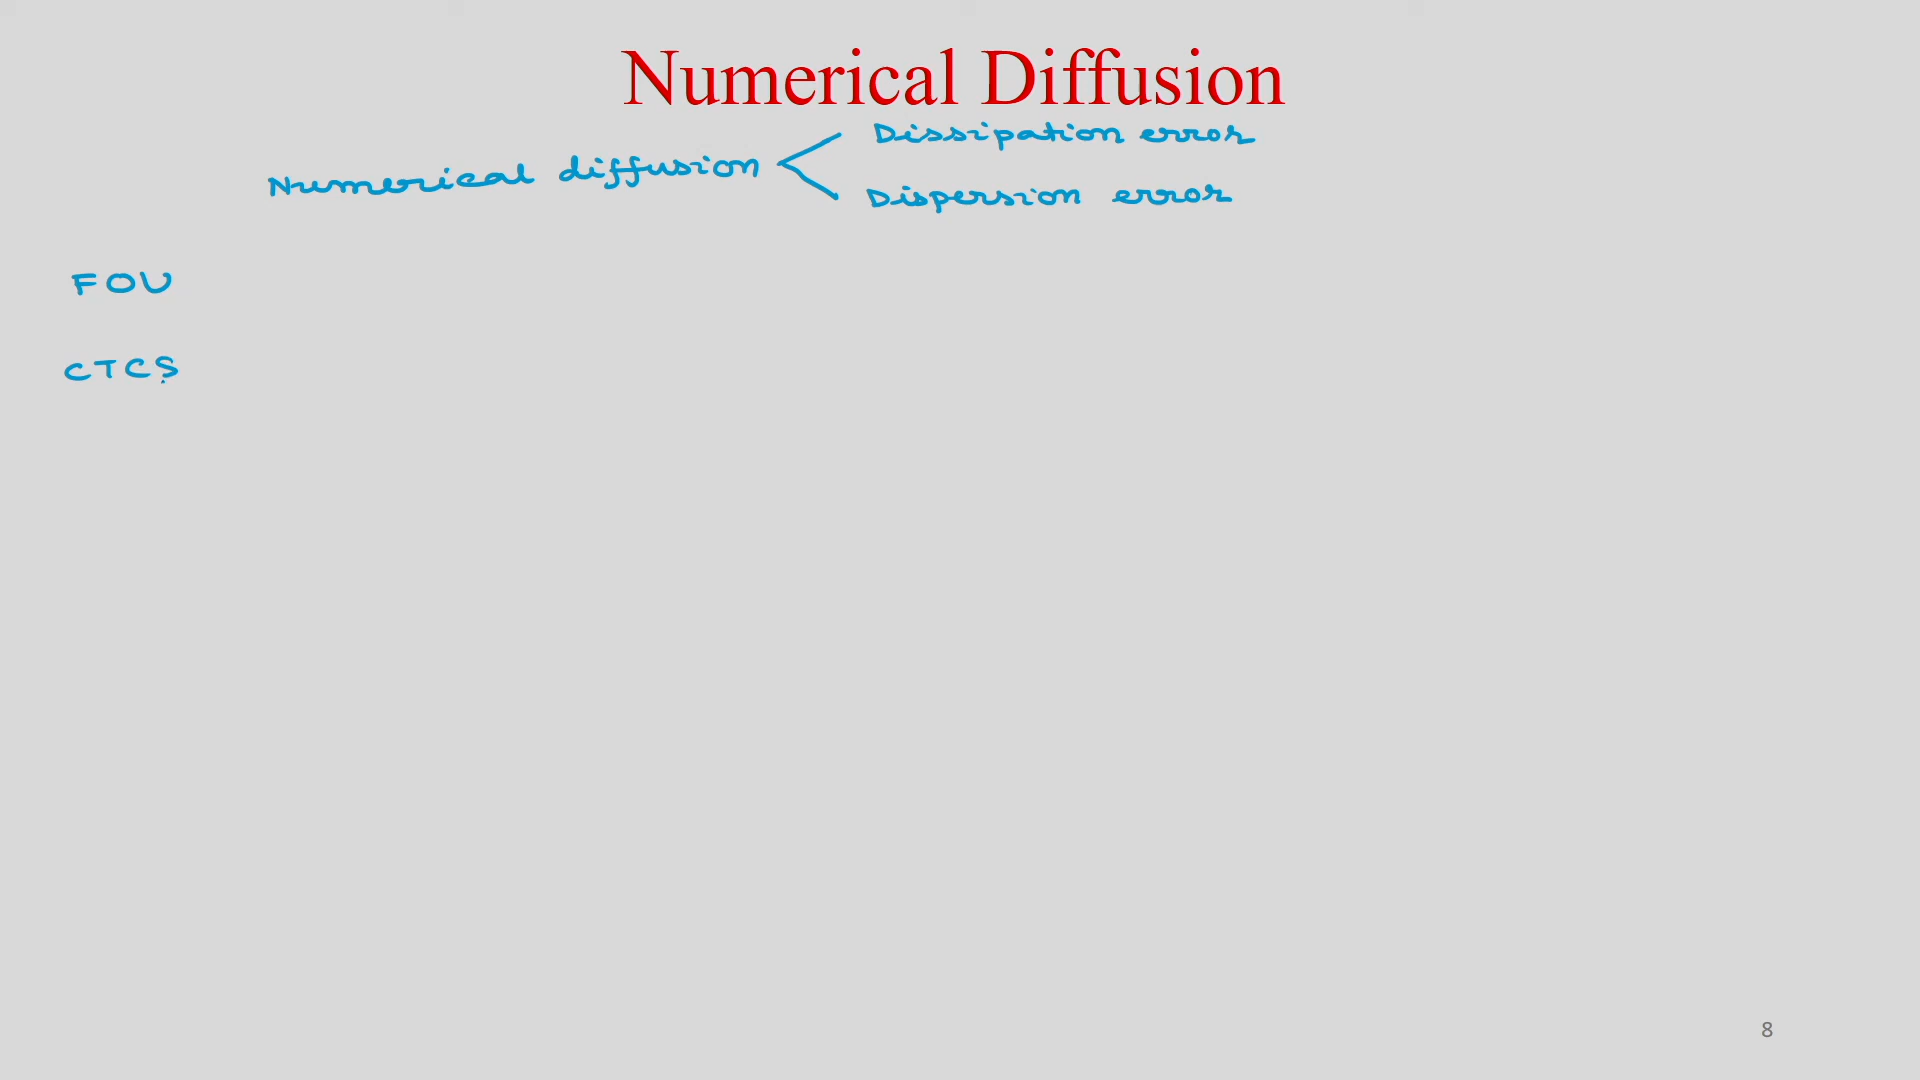 Numerical Diffusion
Dissipation error
Numerical diffusion
Dispersion error
FOU
CTCS
8